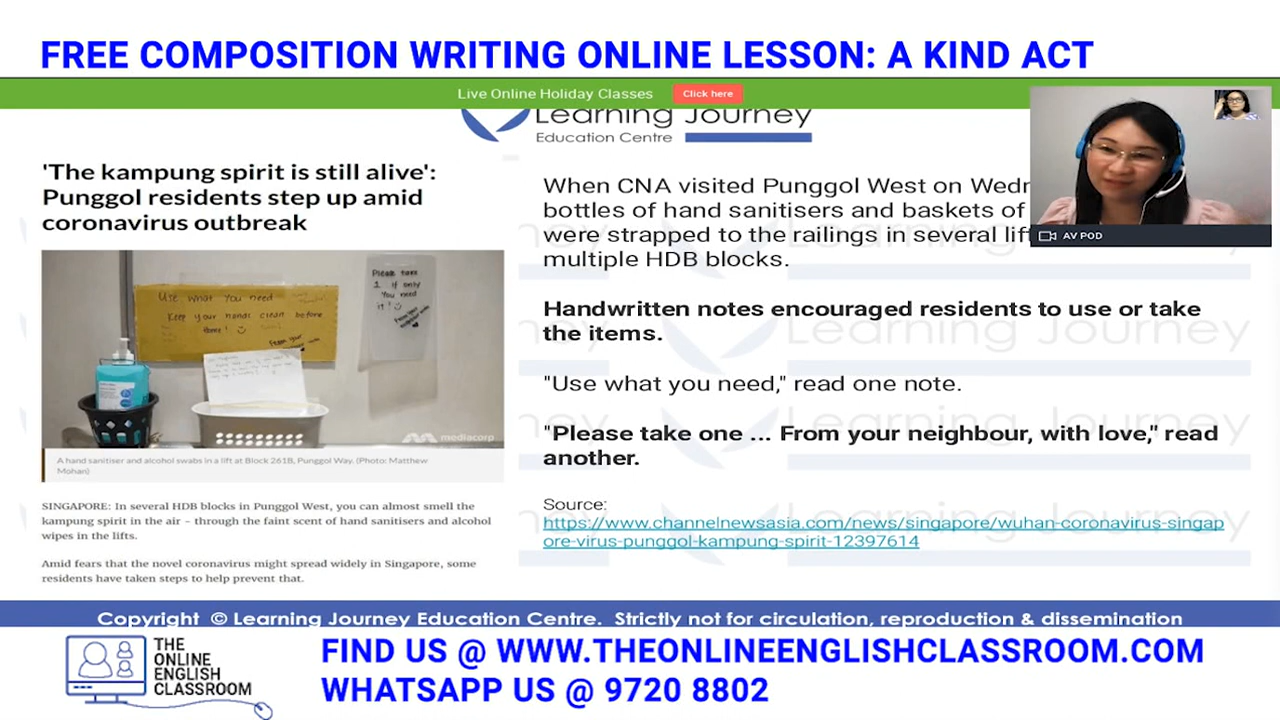 FREE COMPOSITION WRITING ONLINE LESSON: A KIND ACT
Live Online Holiday Classes
Click here
Learning Journey
Education Centre
'The kampung spirit is still alive':
Punggol residents step up amid
coronavirus outbreak
Use what you need
Keep your hands clean before
Please take
1 if only
you need
it! :)
mediacorp
A hand sanitiser and alcohol swabs in a lift at Block 261B, Punggol Way. (Photo: Matthew
Mohan)
SINGAPORE: In several HDB blocks in Punggol West, you can almost smell the
kampung spirit in the air – through the faint scent of hand sanitisers and alcohol
wipes in the lifts.
Amid fears that the novel coronavirus might spread widely in Singapore, some
residents have taken steps to help prevent that.
When CNA visited Punggol West on
bottles of hand sanitisers and baskets of
were strapped to the railings in several
multiple HDB blocks.
Handwritten notes encouraged residents to use or take
the items.
"Use what you need," read one note.
"Please take one ... From your neighbour, with love," read
another.
Source:
https://www.channelnewsasia.com/news/singapore/wuhan-coronavirus-singap
ore-virus-punggol-kampung-spirit-12397614
AV POD
Copyright © Learning Journey Education Centre. Strictly not for circulation, reproduction & dissemination
THE
ONLINE
ENGLISH
CLASSROOM
FIND US @ WWW.THEONLINEENGLISHCLASSROOM.COM
WHATSAPP US @ 9720 8802